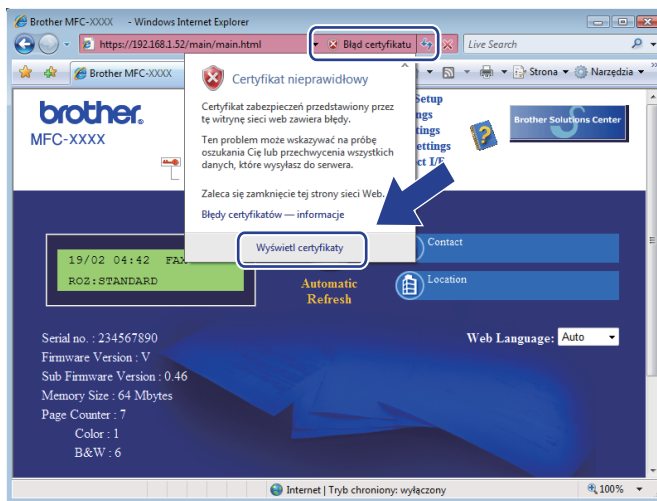 Brother MFC-XXXX - Windows Internet Explorer
https://192.168.1.52/main/main.html
Błąd certyfikatu
Live Search
Brother MFC-XXXX
Strona
Narzędzia
Certyfikat nieprawidłowy
Certyfikat zabezpieczeń przedstawiony przez
tę witrynę sieci web zawiera błędy.
Ten problem może wskazywać na próbę
oszukania Cię lub przechwycenia wszystkich
danych, które wysyłasz do serwera.
Zaleca się zamknięcie tej strony sieci Web.
Błędy certyfikatów — informacje
Wyświetl certyfikaty
brother.
MFC-XXXX
Brother Solutions Center
19/02 04:42 FAX
ROZ:STANDARD
Automatic
Refresh
Contact
Location
Serial no. : 234567890
Firmware Version : V
Sub Firmware Version : 0.46
Memory Size : 64 Mbytes
Page Counter : 7
Color : 1
B&W : 6
Web Language: Auto
Internet | Tryb chroniony: wyłączony
100%